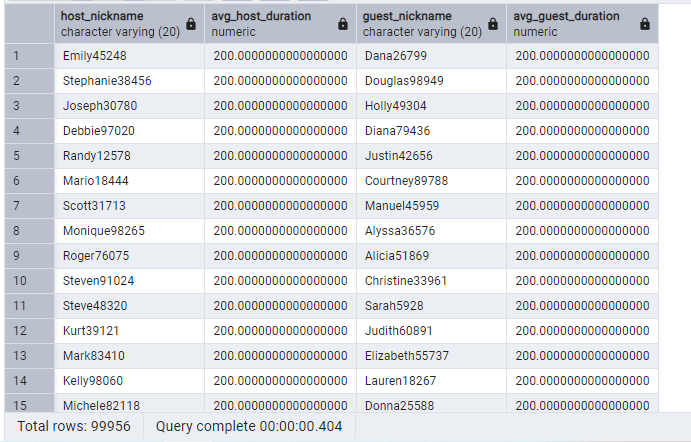 host_nickname avg_host_duration guest_nickname avg_guest_duration
character varying (20) numeric character varying (20) numeric
1 Emily45248 200.0000000000000000 Dana26799 200.0000000000000000
2 Stephanie38456 200.0000000000000000 Douglas98949 200.0000000000000000
3 Joseph30780 200.0000000000000000 Holly49304 200.0000000000000000
4 Debbie97020 200.0000000000000000 Diana79436 200.0000000000000000
5 Randy12578 200.0000000000000000 Justin42656 200.0000000000000000
6 Mario18444 200.0000000000000000 Courtney89788 200.0000000000000000
7 Scott31713 200.0000000000000000 Manuel45959 200.0000000000000000
8 Monique98265 200.0000000000000000 Alyssa36576 200.0000000000000000
9 Roger76075 200.0000000000000000 Alicia51869 200.0000000000000000
10 Steven91024 200.0000000000000000 Christine33961 200.0000000000000000
11 Steve48320 200.0000000000000000 Sarah5928 200.0000000000000000
12 Kurt39121 200.0000000000000000 Judith60891 200.0000000000000000
13 Mark83410 200.0000000000000000 Elizabeth55737 200.0000000000000000
14 Kelly98060 200.0000000000000000 Lauren18267 200.0000000000000000
15 Michele82118 200.0000000000000000 Donna25588 200.0000000000000000
Total rows: 99956 Query complete 00:00:00.404